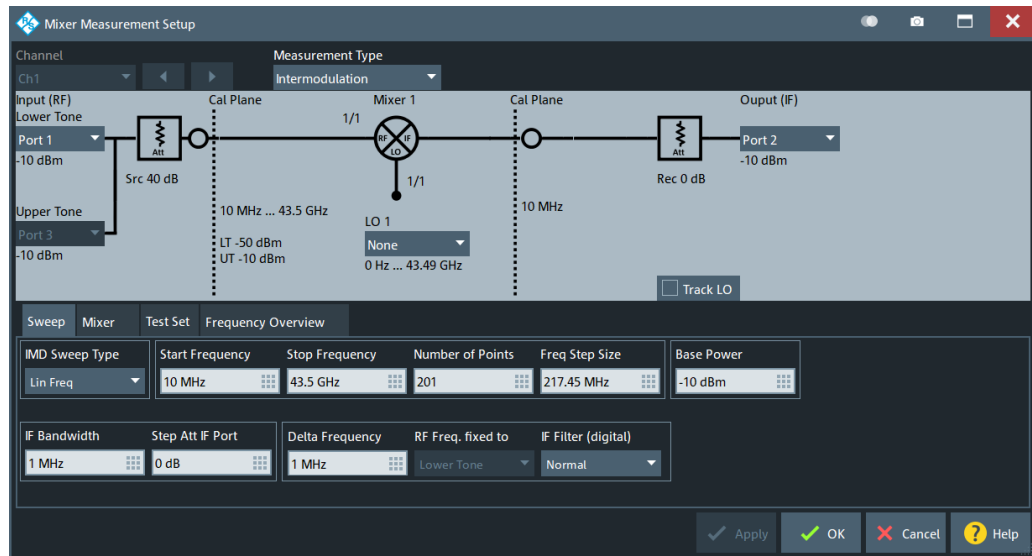 Mixer Measurement Setup
Channel
Measurement Type
Ch1
Intermodulation
Input (RF)
Cal Plane
Mixer 1
Cal Plane
Ouput (IF)
Lower Tone
1/1
Port 1
Att
RF IF
LO
Att
Port 2
-10 dBm
-10 dBm
Src 40 dB
1/1
Rec 0 dB
Upper Tone
10 MHz ... 43.5 GHz
LO 1
10 MHz
Port 3
LT -50 dBm
None
-10 dBm
UT -10 dBm
0 Hz ... 43.49 GHz
Track LO
Sweep Mixer Test Set Frequency Overview
IMD Sweep Type Start Frequency Stop Frequency Number of Points Freq Step Size Base Power
Lin Freq 10 MHz 43.5 GHz 201 217.45 MHz -10 dBm
IF Bandwidth Step Att IF Port Delta Frequency RF Freq. fixed to IF Filter (digital)
1 MHz 0 dB 1 MHz Lower Tone Normal
Apply OK Cancel ? Help